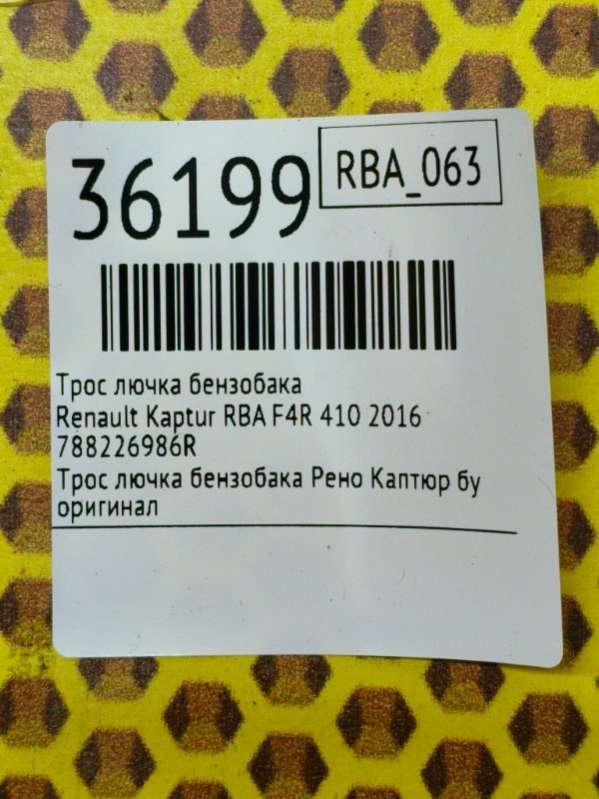 36199
RBA_063
Трос лючка бензобака
Renault Kaptur RBA F4R 410 2016
788226986R
Трос лючка бензобака Рено Каптюр бу
оригинал